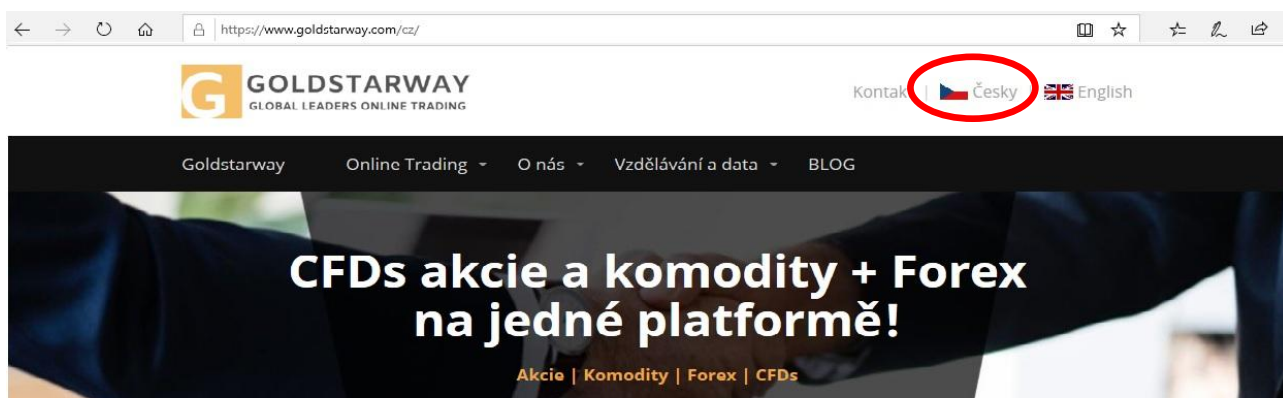 https://www.goldstarway.com/cz/
G GOLDSTARWAY
GLOBAL LEADERS ONLINE TRADING
Kontak | Česky English
Goldstarway Online Trading O nás Vzdělávání a data BLOG
CFDs akcie a komodity + Forex
na jedné platformě!
Akcie | Komodity | Forex | CFDs